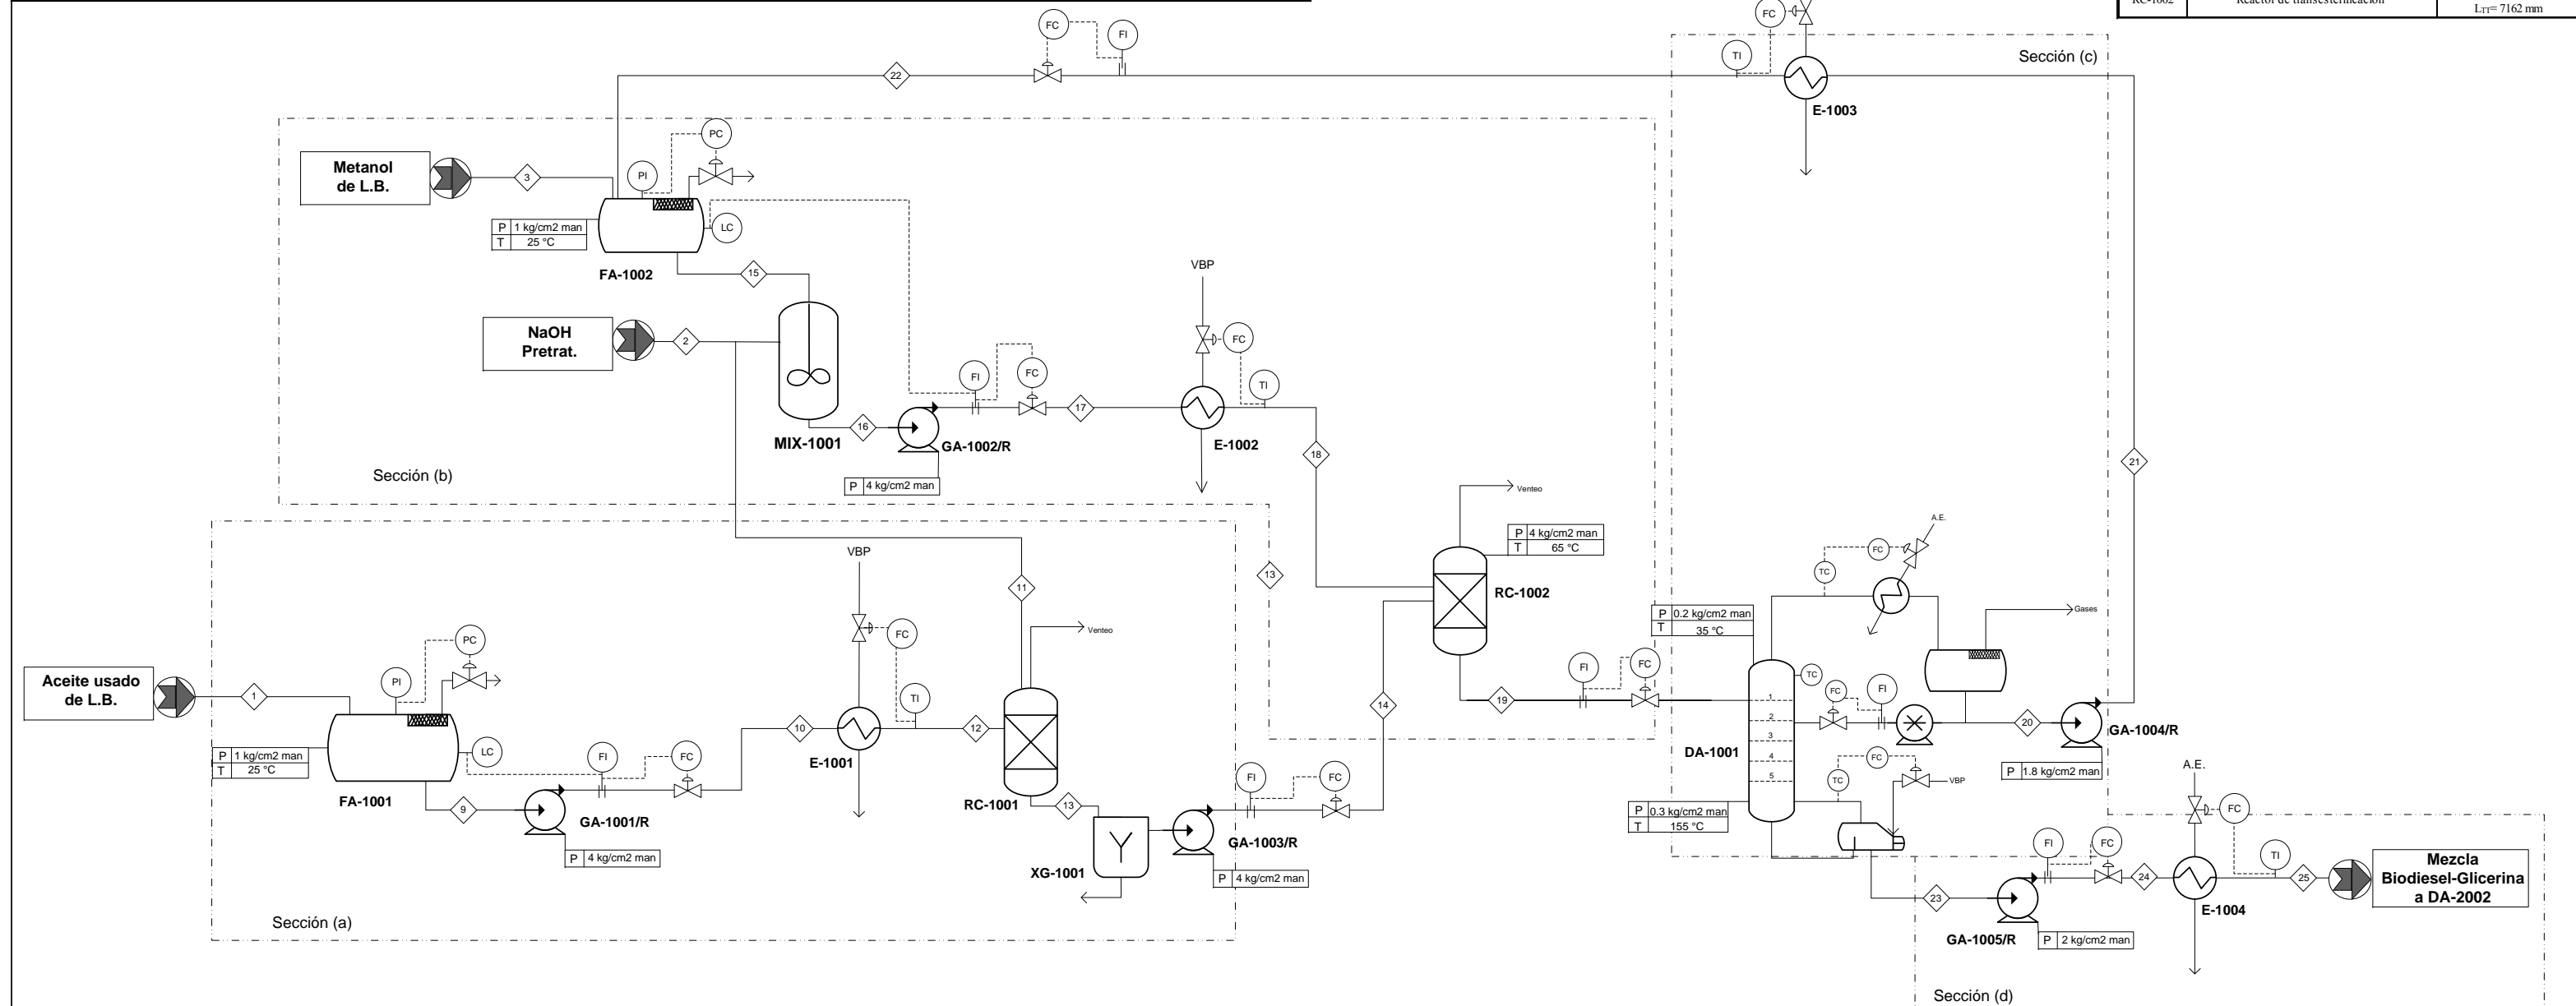 RC-1002
Reactor de transesterificación
LTT= 7162 mm
FC
FI
FC
22
TI
Sección (c)
E-1003
Metanol
de L.B.
3
PI
PC
P 1 kg/cm2 man
T 25 °C
LC
FA-1002
15
NaOH
Pretrat.
2
MIX-1001
16
GA-1002/R
P 4 kg/cm2 man
FI
FC
17
VBP
FC
TI
E-1002
18
21
Sección (b)
Venteo
P 4 kg/cm2 man
T 65 °C
RC-1002
13
14
19
FI
FC
Aceite usado
de L.B.
1
PI
PC
P 1 kg/cm2 man
T 25 °C
LC
FA-1001
9
GA-1001/R
P 4 kg/cm2 man
FI
FC
10
VBP
FC
TI
E-1001
12
11
Venteo
RC-1001
13
XG-1001
GA-1003/R
P 4 kg/cm2 man
FI
FC
Sección (a)
P 0.2 kg/cm2 man
T 35 °C
TC
FC
A.E.
Gases
TC
1
2
3
4
5
DA-1001
FC
FI
20
GA-1004/R
P 1.8 kg/cm2 man
TC
FC
VBP
P 0.3 kg/cm2 man
T 155 °C
23
GA-1005/R
P 2 kg/cm2 man
FI
FC
24
A.E.
FC
TI
E-1004
25
Mezcla
Biodiesel-Glicerina
a DA-2002
Sección (d)